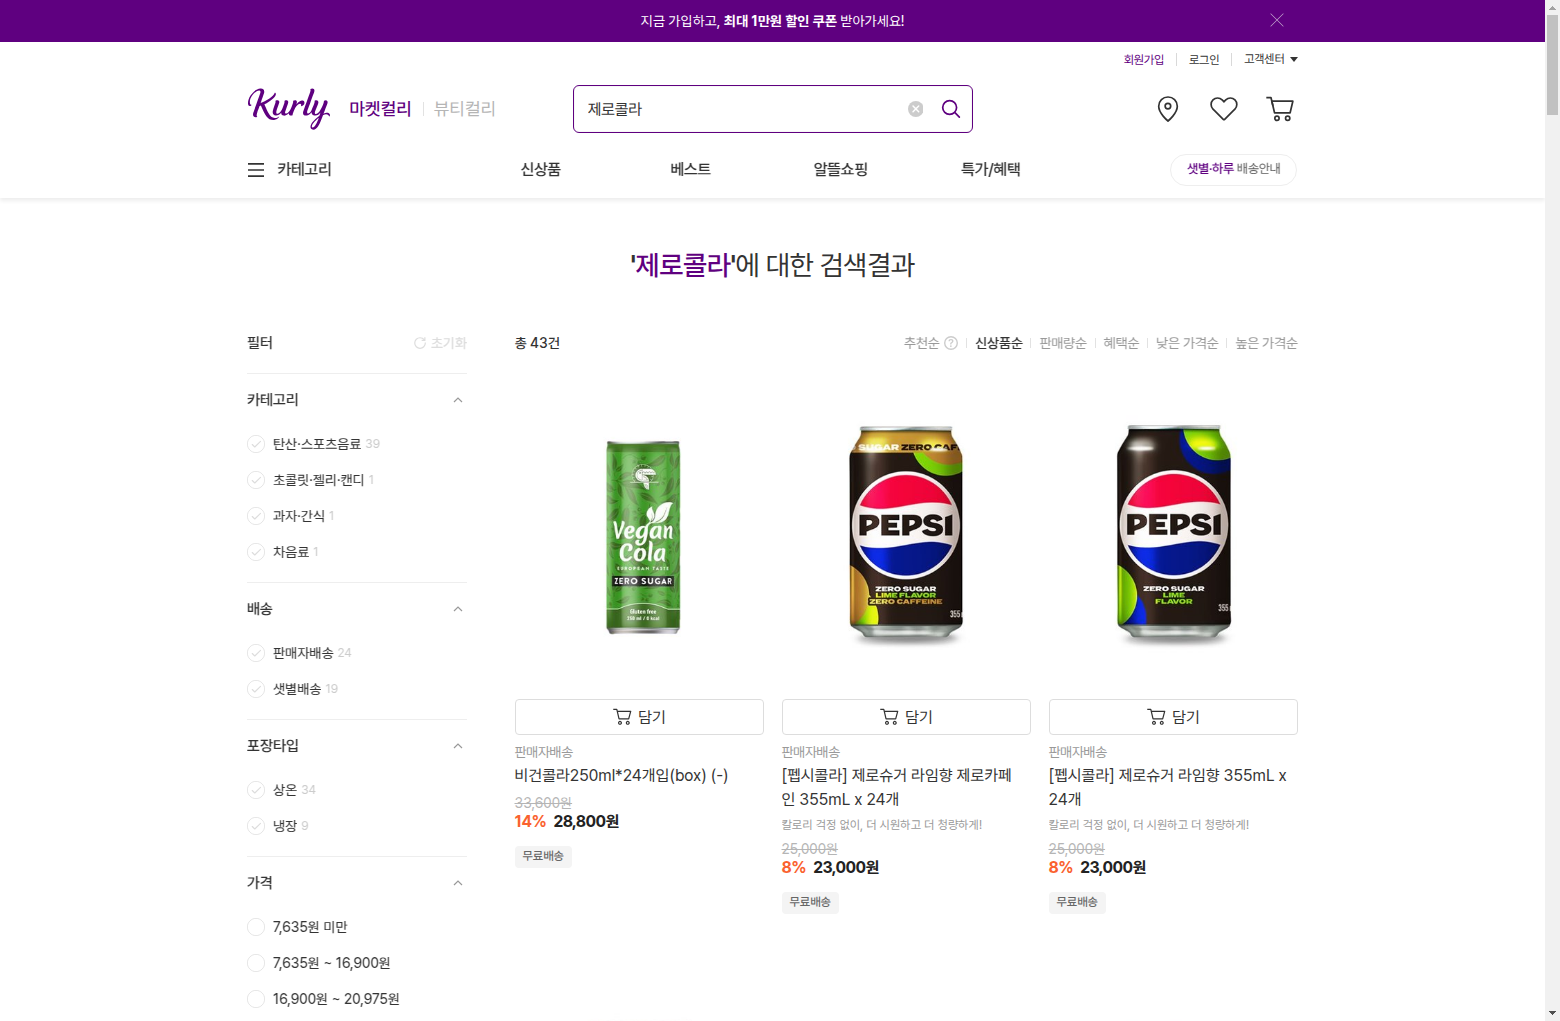 지금 가입하고, 최대 1만원 할인 쿠폰 받아가세요!
회원가입 로그인 고객센터
Kurly 마켓컬리 뷰티컬리 제로콜라
카테고리 신상품 베스트 알뜰쇼핑 특가/혜택 샛별·하루 배송안내
'제로콜라'에 대한 검색결과
필터 초기화
총 43건 추천순 ? 신상품순 판매량순 혜택순 낮은 가격순 높은 가격순
카테고리
탄산·스포츠음료 39
초콜릿·젤리·캔디 1
과자·간식 1
차음료 1
배송
판매자배송 24
샛별배송 19
포장타입
상온 34
냉장 9
가격
7,635원 미만
7,635원 ~ 16,900원
16,900원 ~ 20,975원
Vegan
Cola
EUROPEAN TASTE
ZERO SUGAR
Gluten free
담기
판매자배송
비건콜라250ml*24개입(box) (-)
33,600원
14% 28,800원
무료배송
SUGAR ZERO CAF
PEPSI
ZERO SUGAR
LIME FLAVOR
ZERO CAFFEINE
355
담기
판매자배송
[펩시콜라] 제로슈거 라임향 제로카페
인 355mL x 24개
칼로리 걱정 없이, 더 시원하고 더 청량하게!
25,000원
8% 23,000원
무료배송
PEPSI
ZERO SUGAR
LIME
FLAVOR
355
담기
판매자배송
[펩시콜라] 제로슈거 라임향 355mL x
24개
칼로리 걱정 없이, 더 시원하고 더 청량하게!
25,000원
8% 23,000원
무료배송